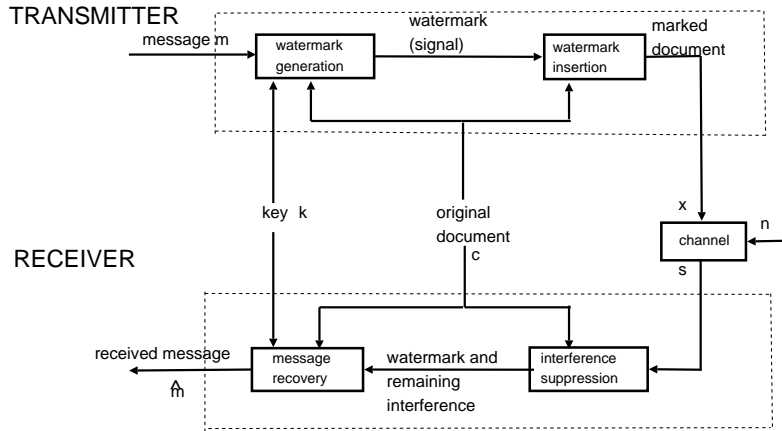 TRANSMITTER
message m
watermark
generation
watermark
(signal)
watermark
insertion
marked
document
key k
original
document
c
x
n
channel
s
RECEIVER
received message
m̂
message
recovery
watermark and
remaining
interference
interference
suppression